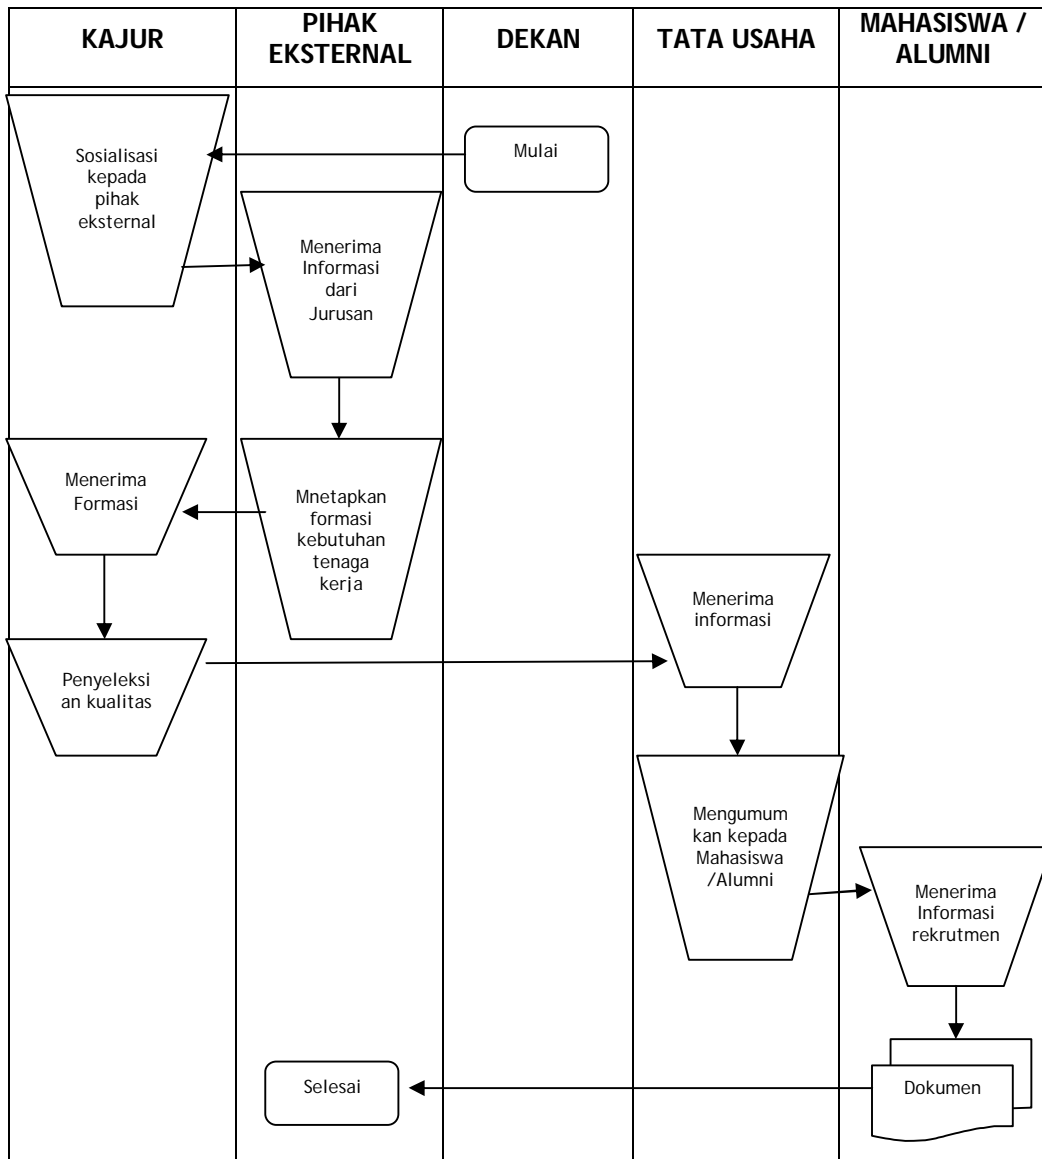 KAJUR
PIHAK
EKSTERNAL
DEKAN
TATA USAHA
MAHASISWA /
ALUMNI
Mulai
Sosialisasi
kepada
pihak
eksternal
Menerima
Informasi
dari
Jurusan
Mnetapkan
formasi
kebutuhan
tenaga
kerja
Menerima
Formasi
Penyeleksi
an kualitas
Menerima
informasi
Mengumum
kan kepada
Mahasiswa
/Alumni
Menerima
Informasi
rekrutmen
Dokumen
Selesai